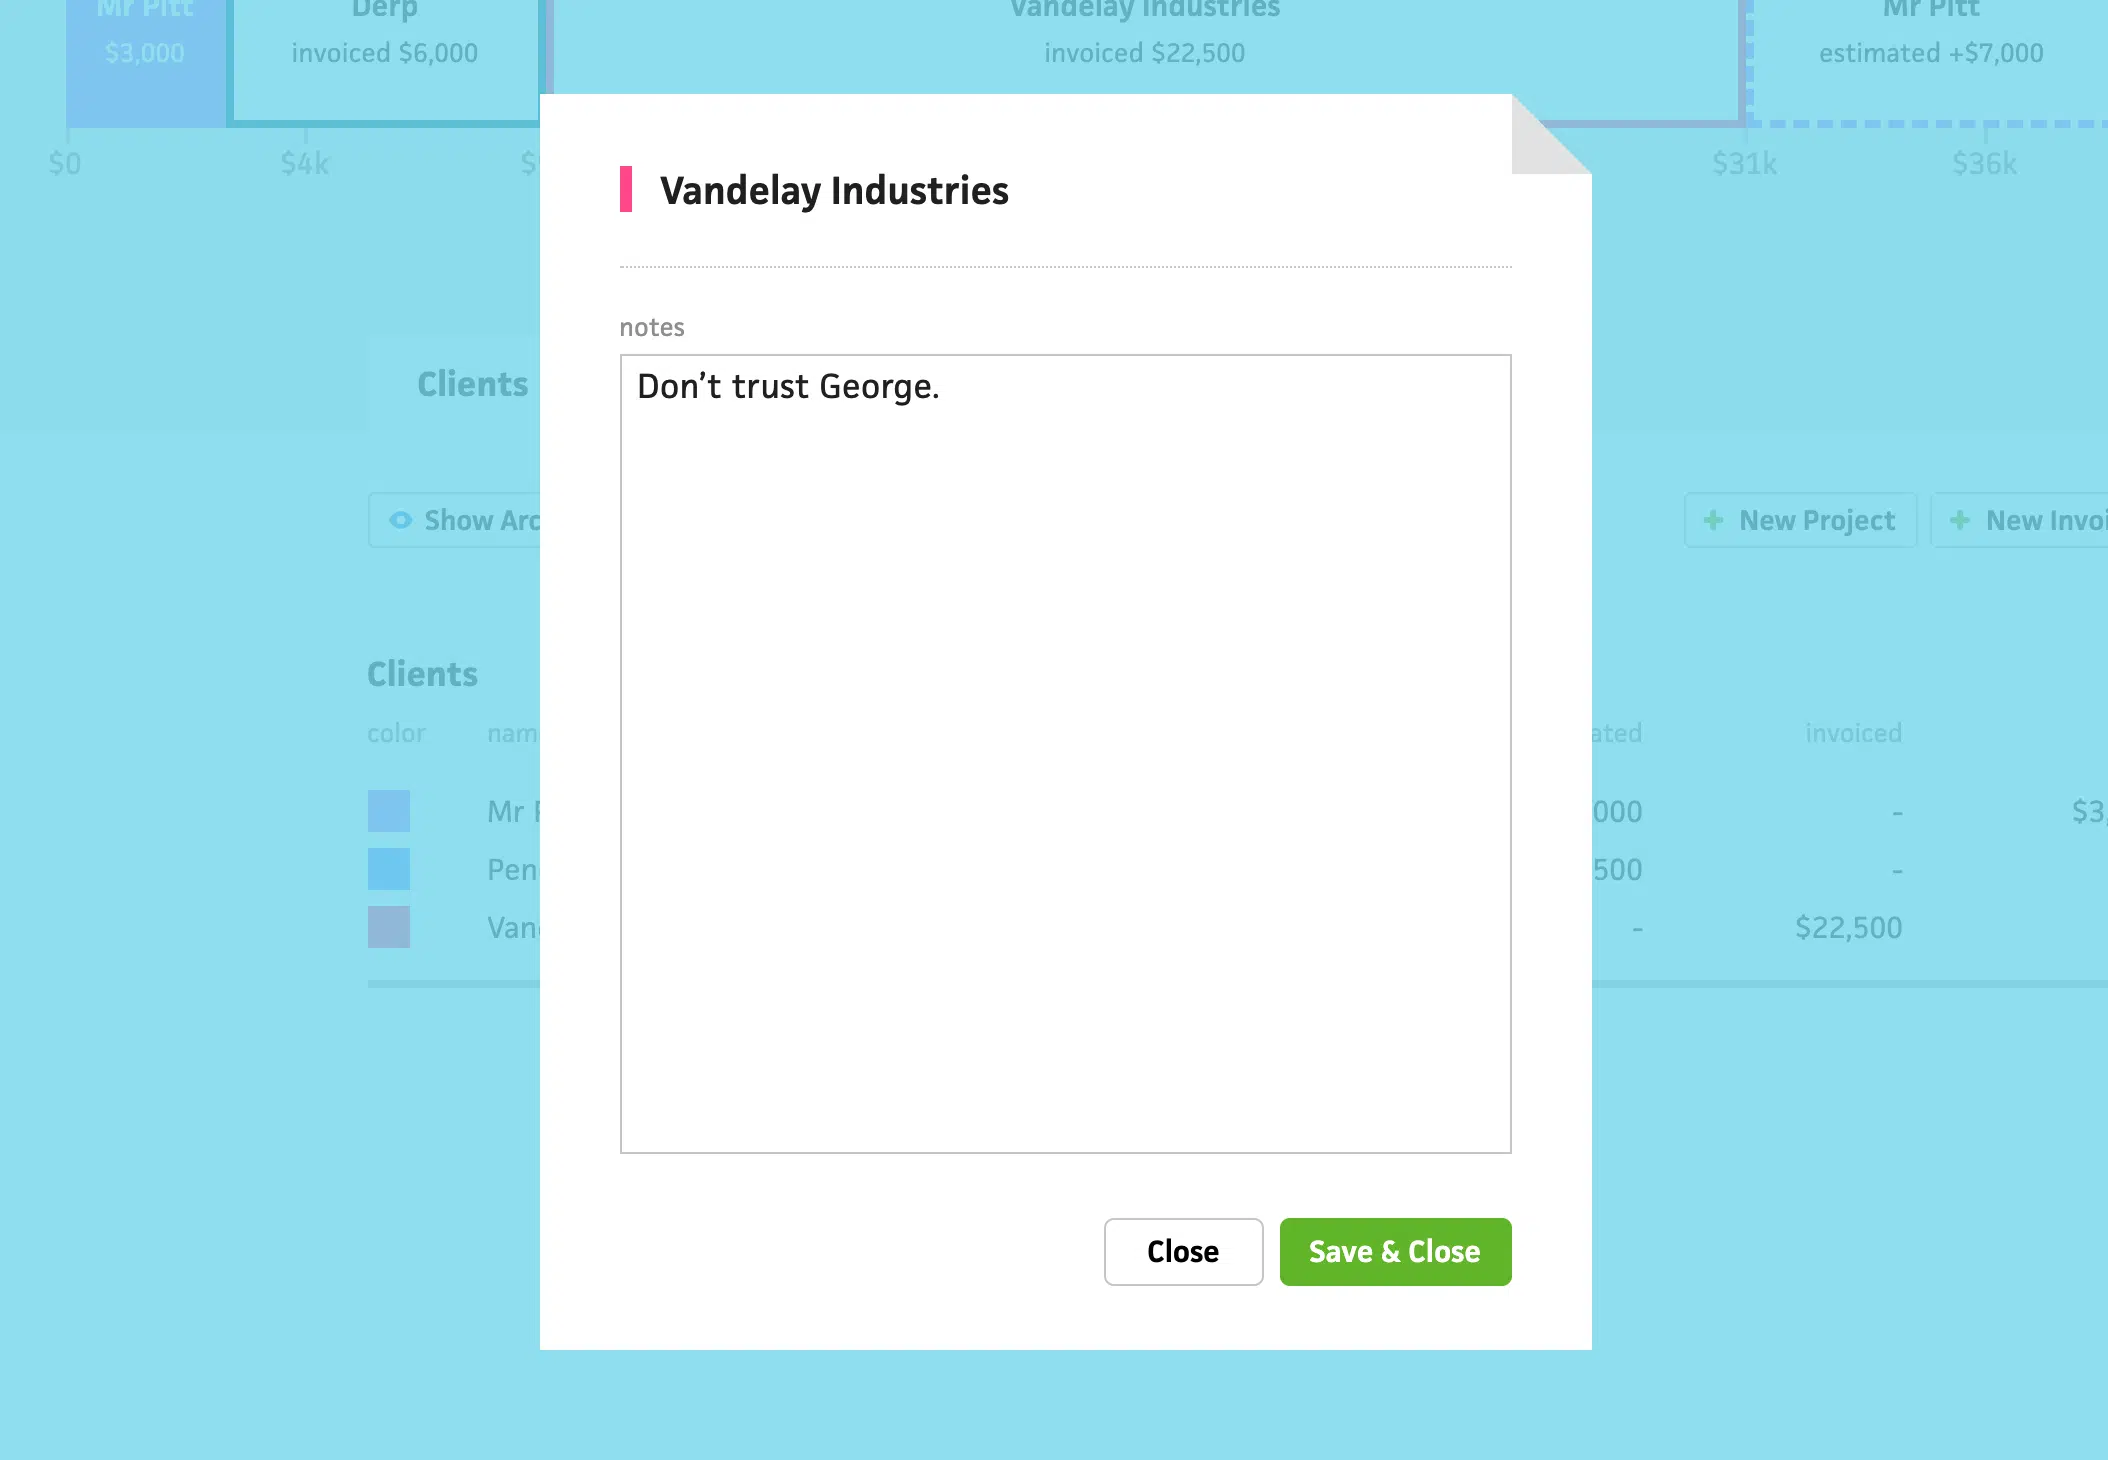 Mr Pitt
Derp
Vandelay Industries
Mr Pitt
$3,000
invoiced $6,000
invoiced $22,500
estimated +$7,000
$0
$4k
$
$31k
$36k
Vandelay Industries
notes
Don’t trust George.
Clients
Show Arc
New Project
New Invoi
Clients
color
nam
ated
invoiced
Mr P
000
-
$3,
Pen
500
-
Vand
-
$22,500
Close
Save & Close